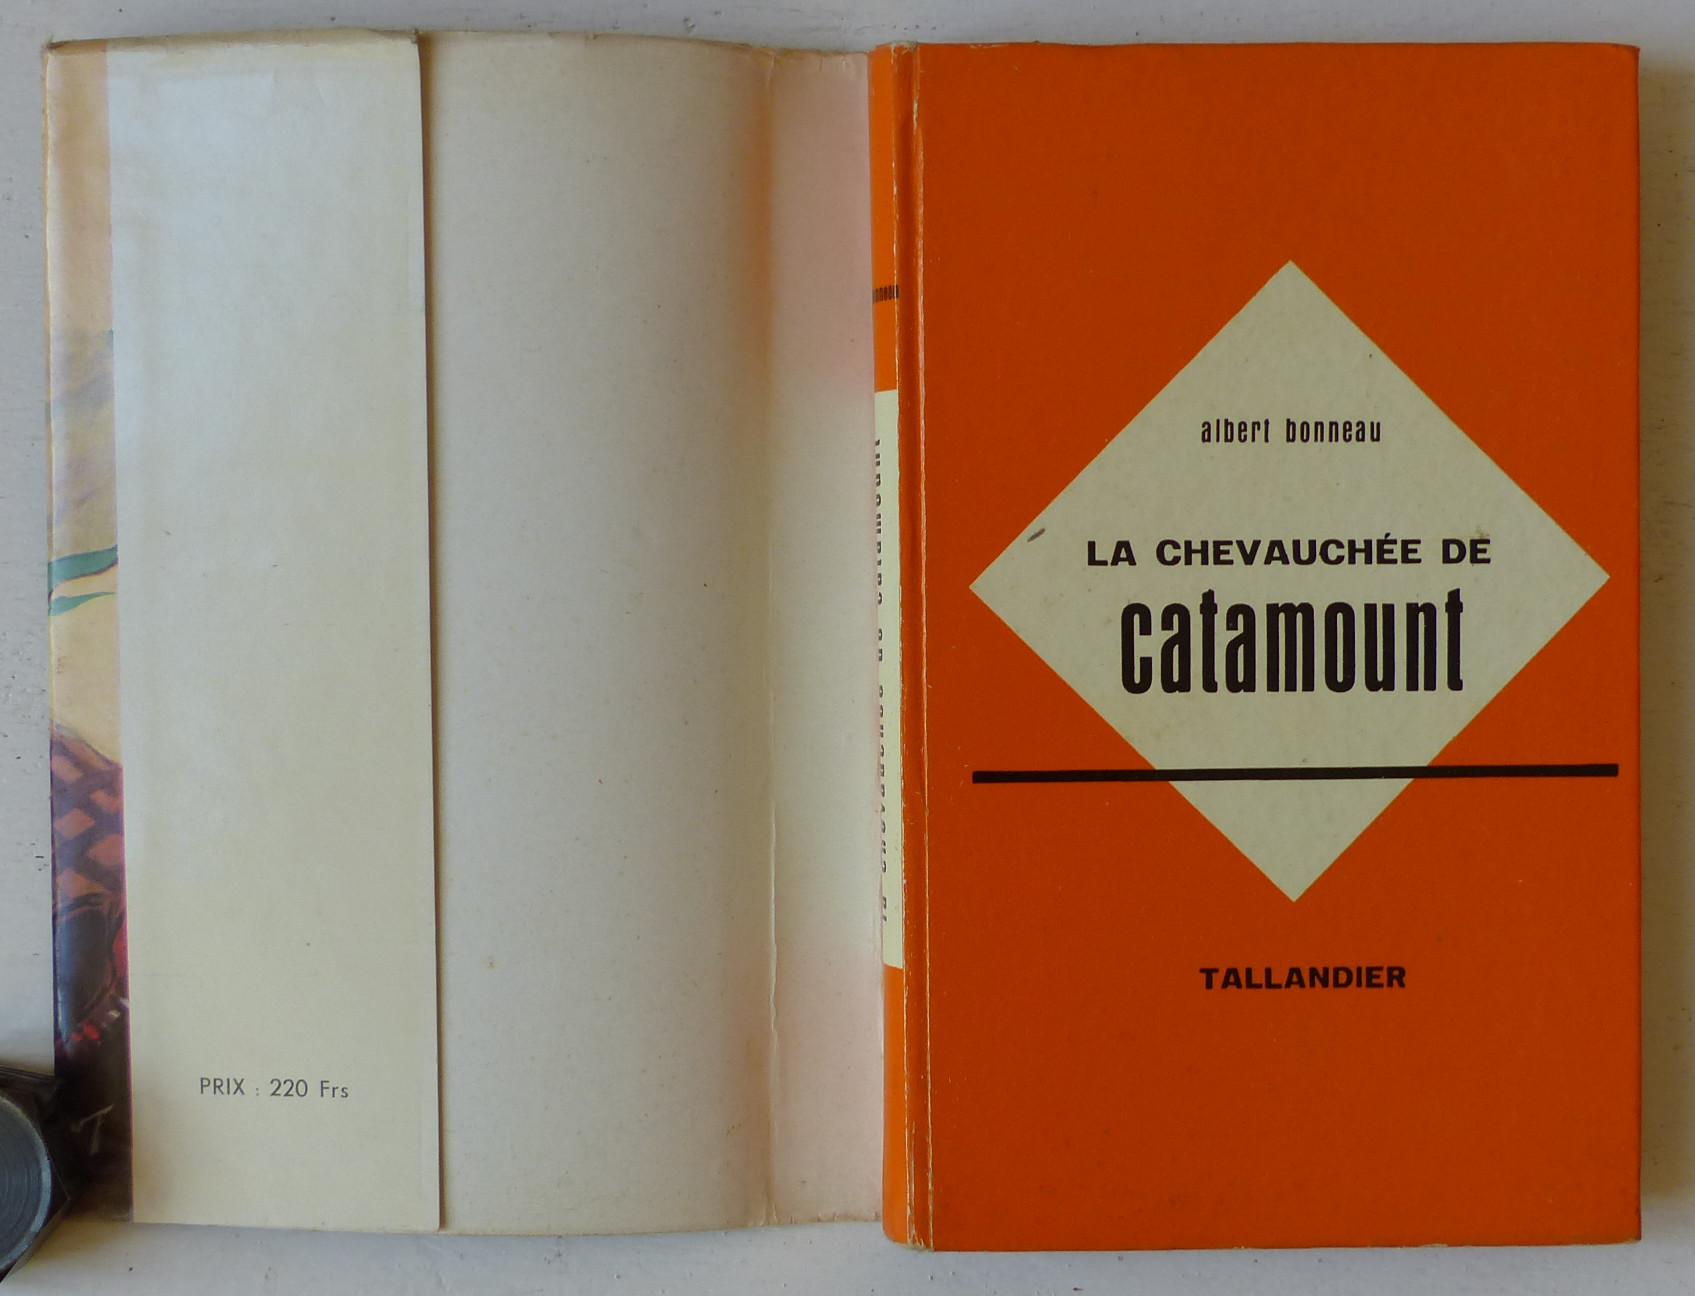 PRIX : 220 Frs
albert bonneau
LA CHEVAUCHÉE DE
catamount
TALLANDIER